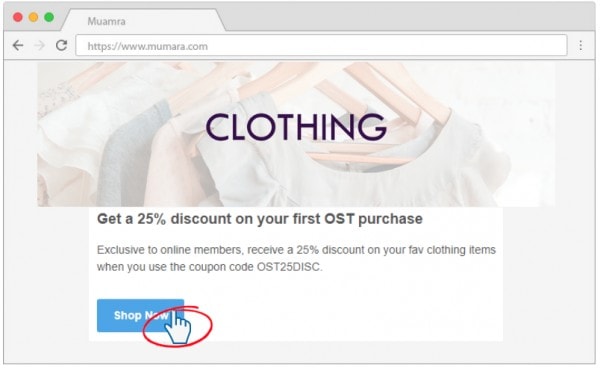 Muamra
https://www.mumara.com
CLOTHING
Get a 25% discount on your first OST purchase
Exclusive to online members, receive a 25% discount on your fav clothing items
when you use the coupon code OST25DISC.
Shop Now